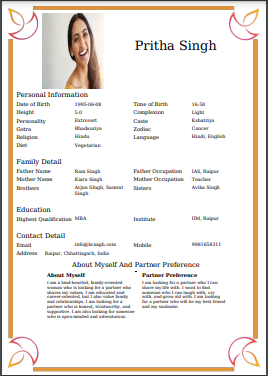 Pritha Singh
Personal Information
Date of Birth 1995-06-08 Time of Birth 16:58
Height 5.0 Complexion Light
Personality Extrovert Caste Kshatriya
Gotra Bhadauriya Zodiac Cancer
Religion Hindu Language Hindi, English
Diet Vegetarian
Family Detail
Father Name Ram Singh Father Occupation IAS, Raipur
Mother Name Kiara Singh Mother Occupation Teacher
Brothers Arjun SIngh, Samrat Sisters Avika Singh
Singh
Education
Highest Qualification MBA Institute IIM, Raipur
Contact Detail
Email Mobile
Address Raipur, Chhattisgarh, India
About Myself And Partner Preference
About Myself Partner Preference
I am a kind-hearted, family-oriented I am looking for a partner who can
woman who is looking for a partner who share my life with. I want to find
shares my values. I am educated and someone who I can laugh with, cry
career-oriented, but I also value family with, and grow old with. I am looking
and relationships. I am looking for a for a partner who will be my best friend
partner who is honest, trustworthy, and and my soulmate.
supportive. I am also looking for someone
who is open-minded and adventurous.